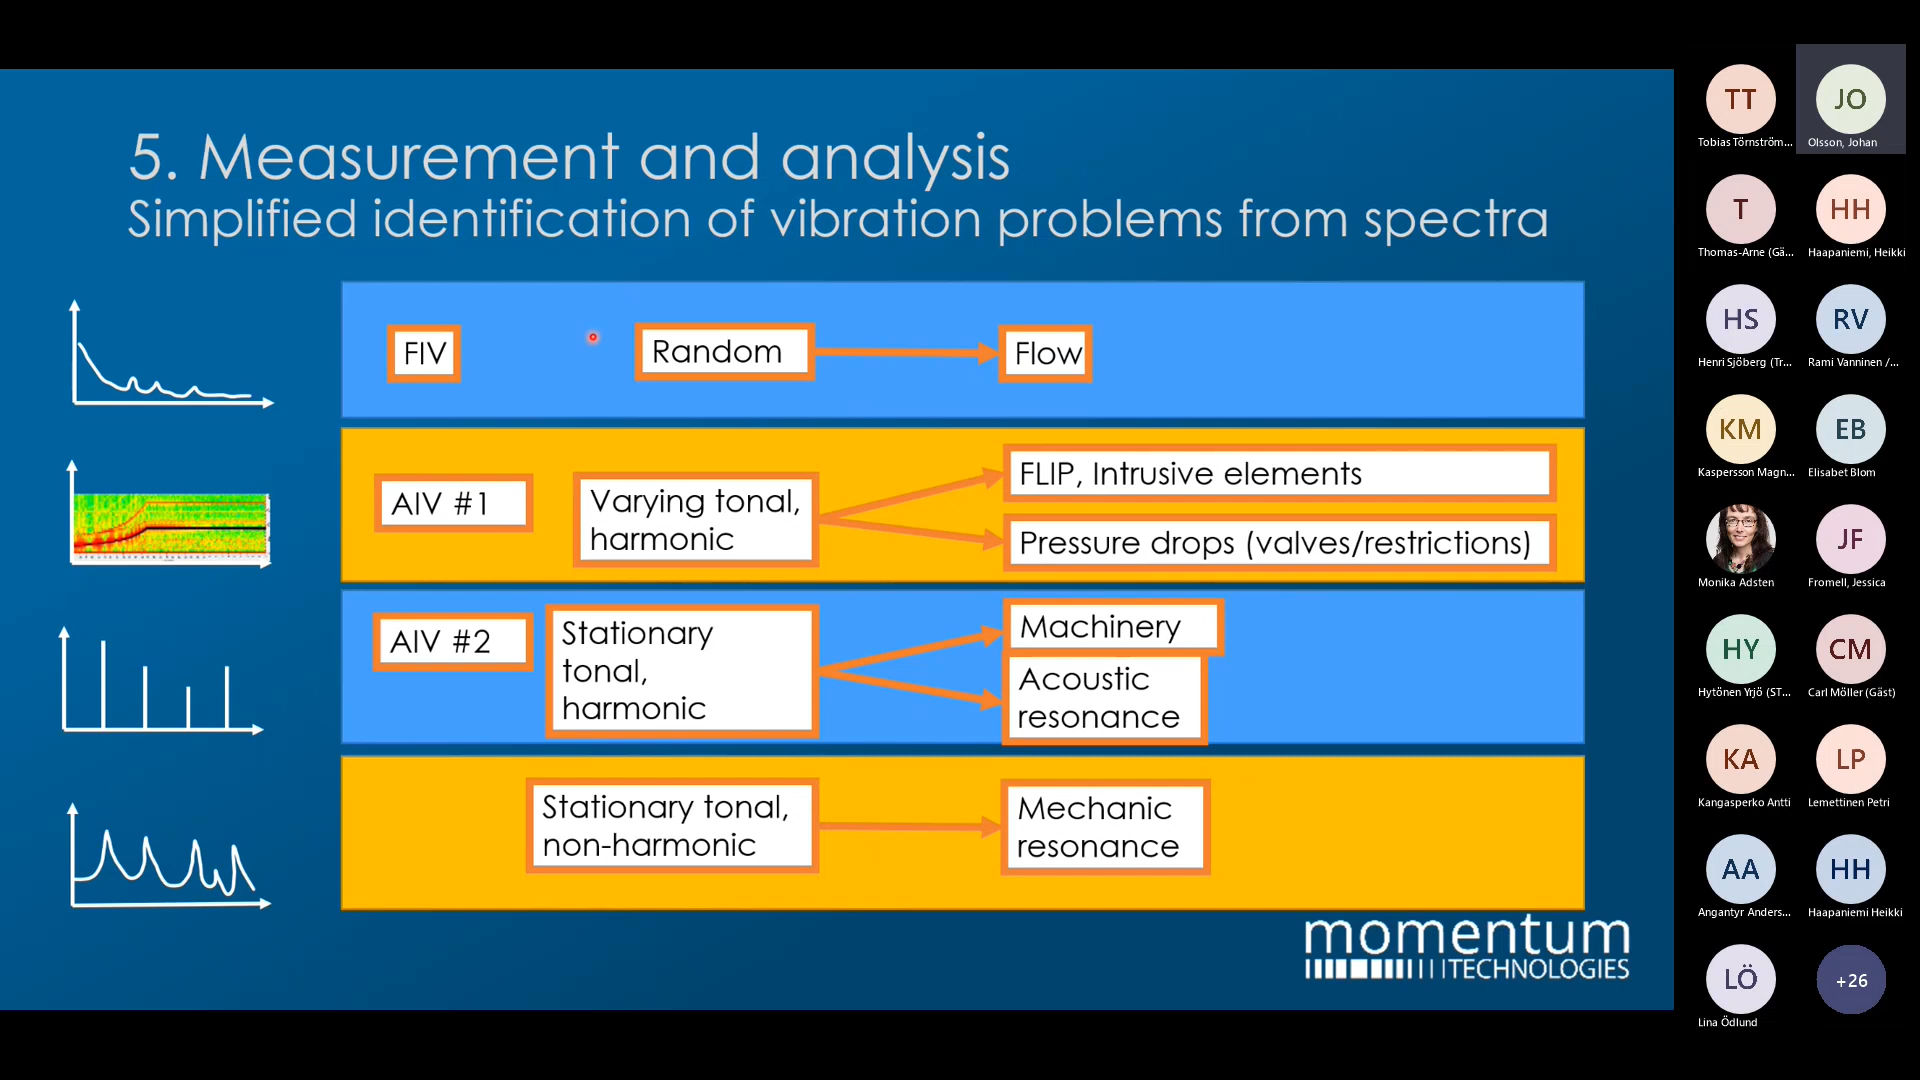 5. Measurement and analysis
Simplified identification of vibration problems from spectra
FIV
Random
Flow
AIV #1
Varying tonal,
harmonic
FLIP, Intrusive elements
Pressure drops (valves/restrictions)
AIV #2
Stationary
tonal,
harmonic
Machinery
Acoustic
resonance
Stationary tonal,
non-harmonic
Mechanic
resonance
momentum
TECHNOLOGIES
TT
Tobias Törnström...
JO
Olsson, Johan
T
Thomas-Arne (Gä...
HH
Haapaniemi, Heikki
HS
Henri Sjöberg (Tr...
RV
Rami Vanninen /...
KM
Kaspersson Magn...
EB
Elisabet Blom
Monika Adsten
JF
Fromell, Jessica
HY
Hytönen Yrjö (ST...
CM
Carl Möller (Gäst)
KA
Kangasperko Antti
LP
Lemettinen Petri
AA
Angantyr Anders...
HH
Haapaniemi Heikki
LÖ
Lina Ödlund
+26